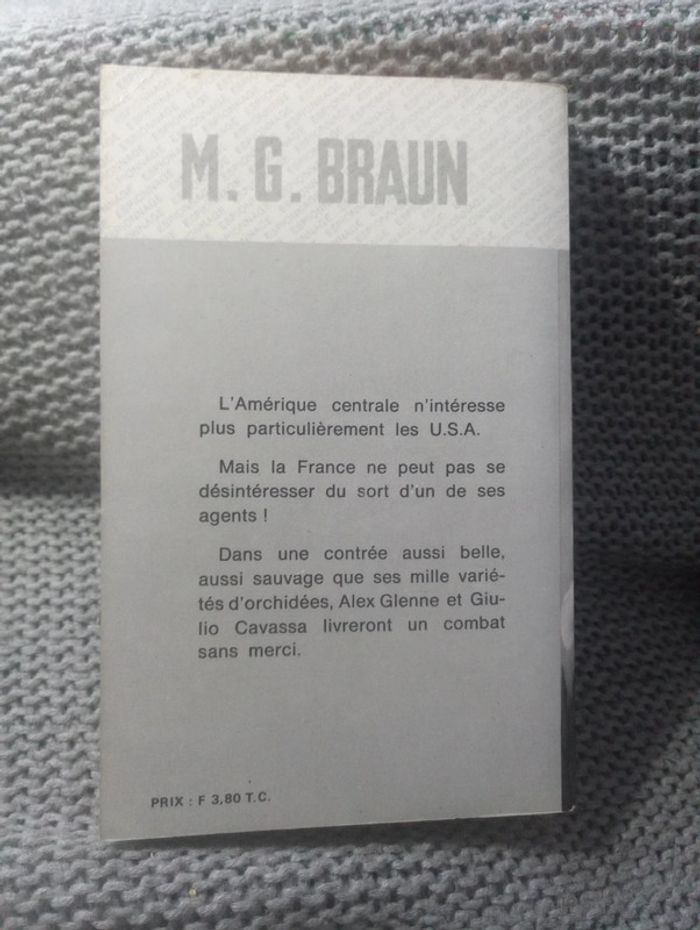 M. G. BRAUN
L'Amérique centrale n'intéresse
plus particulièrement les U.S.A.
Mais la France ne peut pas se
désintéresser du sort d'un de ses
agents !
Dans une contrée aussi belle,
aussi sauvage que ses mille varié-
tés d'orchidées, Alex Glenne et Giu-
lio Cavassa livreront un combat
sans merci.
PRIX : F 3,80 T.C.